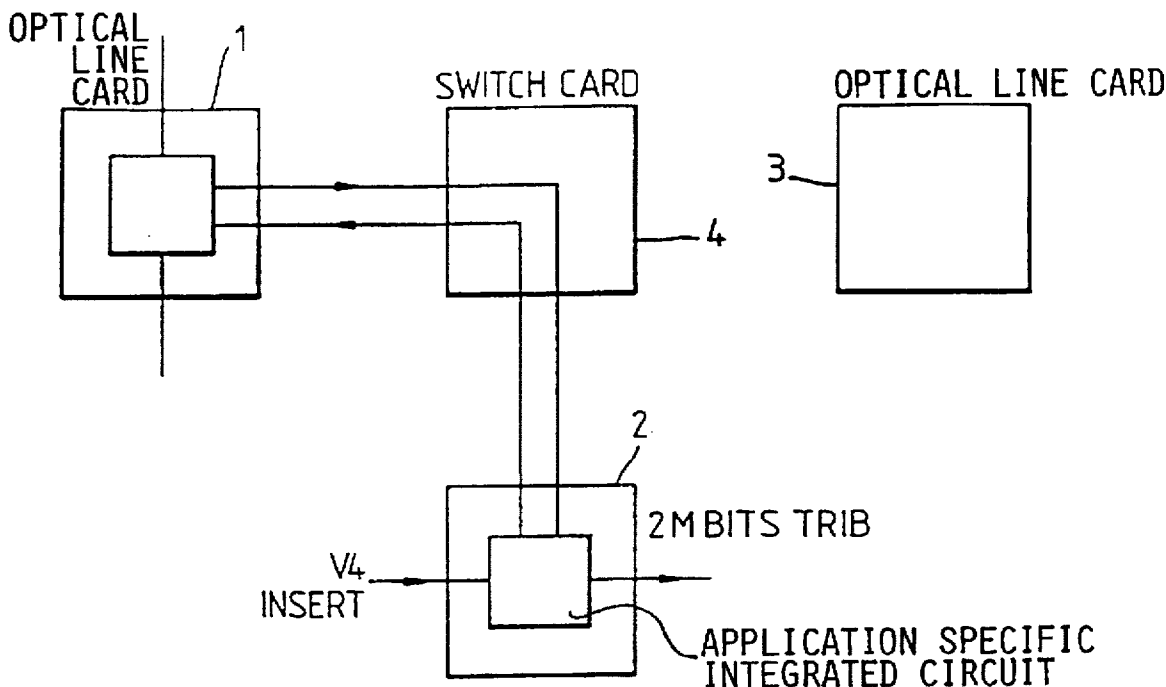 OPTICAL
LINE
CARD
1
SWITCH CARD
4
OPTICAL LINE CARD
3
2
2M BITS TRIB
V4
INSERT
APPLICATION SPECIFIC
INTEGRATED CIRCUIT